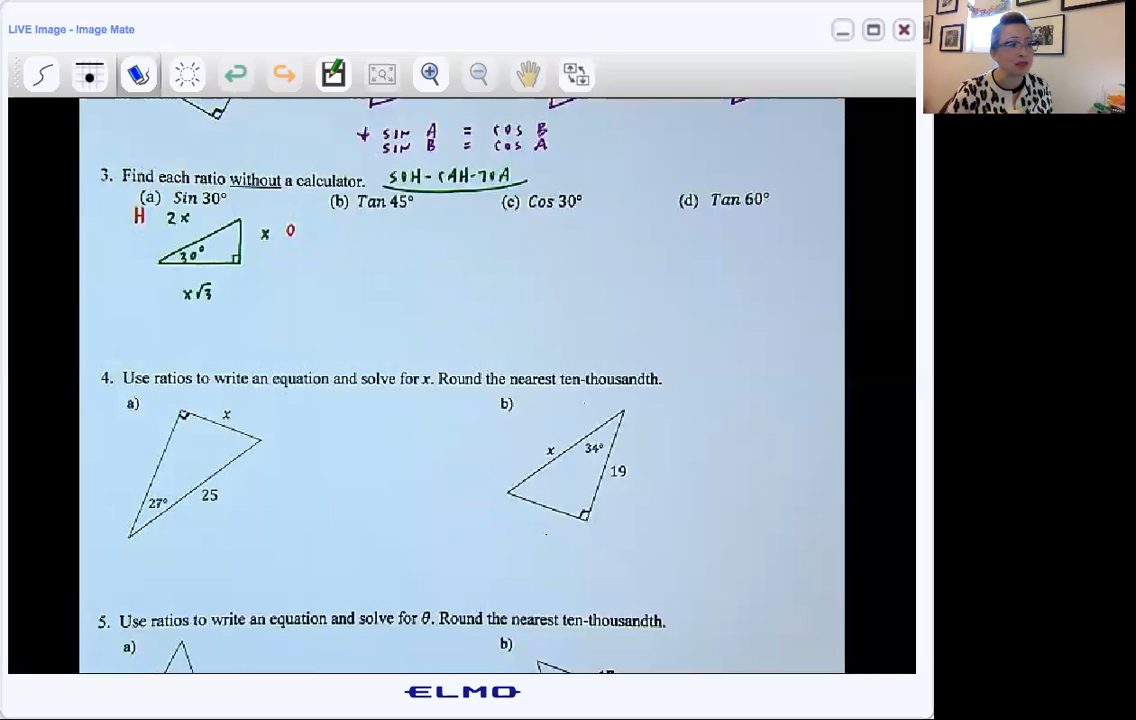 LIVE Image - Image Mate
+ sin A = cos B
sin B = cos A
3. Find each ratio without a calculator. SOH-CAH-TOA
(a) Sin 30° (b) Tan 45° (c) Cos 30° (d) Tan 60°
H 2x
x O
30°
x√3
4. Use ratios to write an equation and solve for x. Round the nearest ten-thousandth.
a) b)
x
x 34°
19
27° 25
5. Use ratios to write an equation and solve for θ. Round the nearest ten-thousandth.
a) b)
ELMO